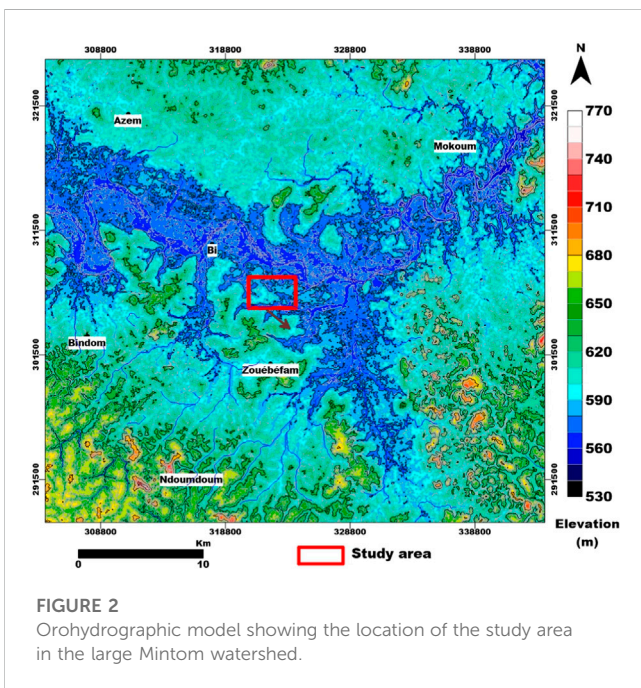 308800 318800 328800 338800
N
321500 321500
Azem
Mokoum
311500 311500
Bi
Bindom
301500 301500
Zouébéfam
Ndoumdoum
291500 291500
308800 318800 328800 338800
770
740
710
680
650
620
590
560
530
Elevation
(m)
Km
0 10
Study area
FIGURE 2
Orohydrographic model showing the location of the study area
in the large Mintom watershed.